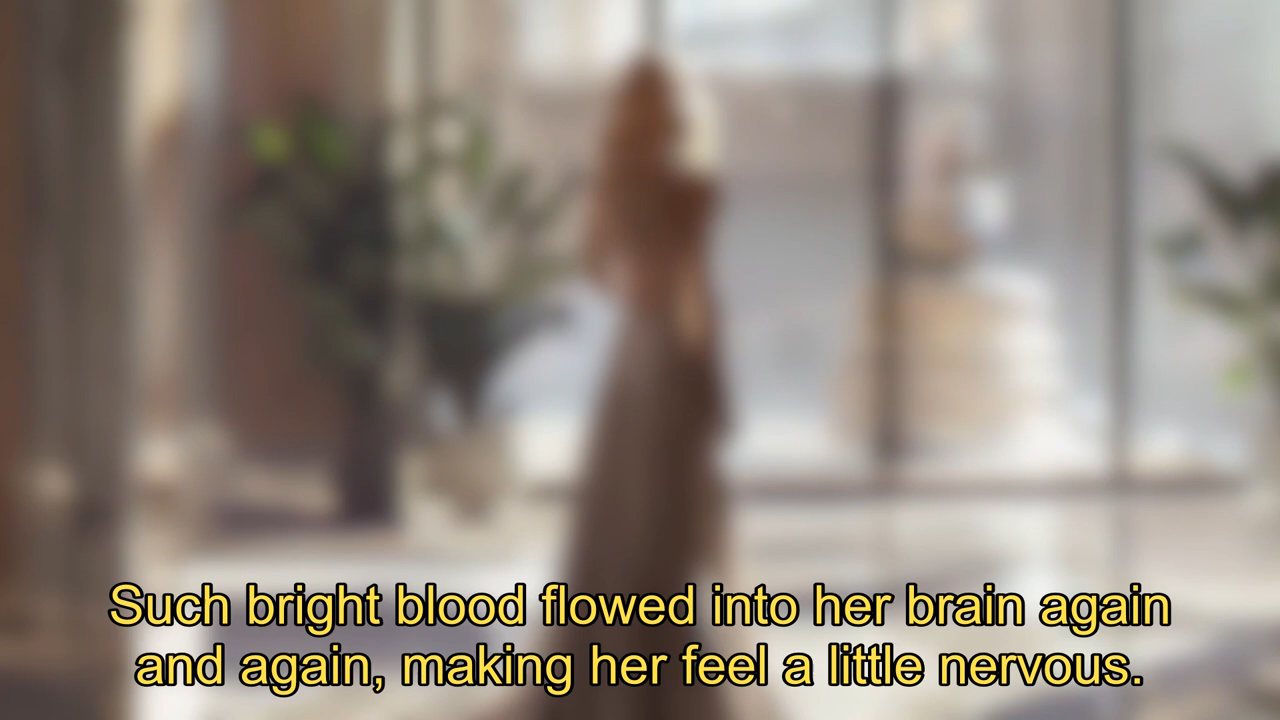 Such bright blood flowed into her brain again
and again, making her feel a little nervous.